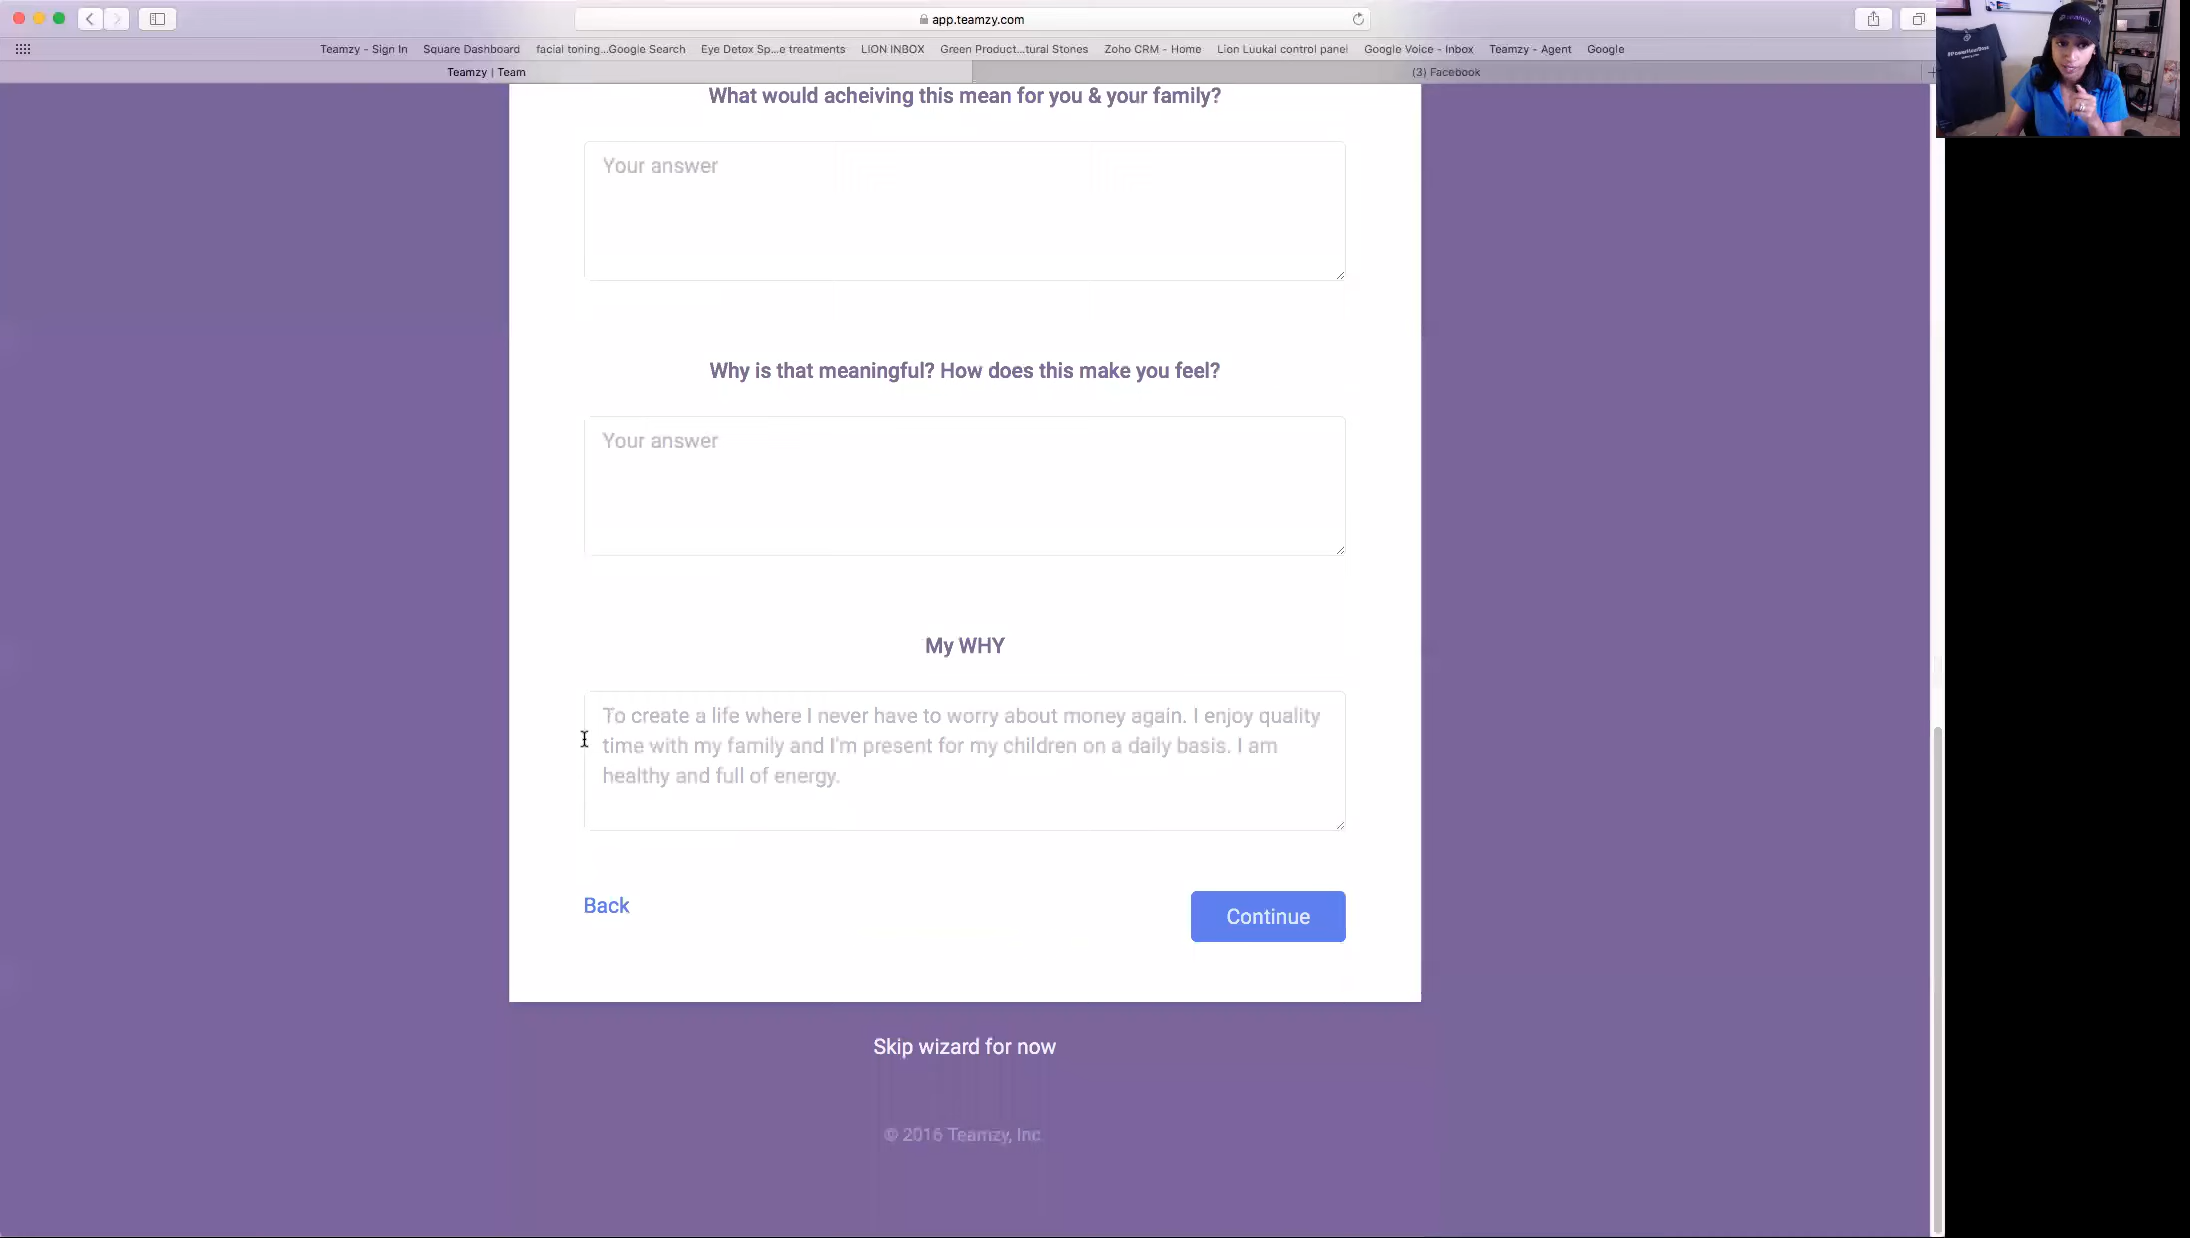 app.teamzy.com
Teamzy - Sign In Square Dashboard facial toning...Google Search Eye Detox Sp...e treatments LION INBOX Green Product...tural Stones Zoho CRM - Home Lion Luukal control panel Google Voice - Inbox Teamzy - Agent Google
Teamzy | Team (3) Facebook
What would acheiving this mean for you & your family?
Your answer
Why is that meaningful? How does this make you feel?
Your answer
My WHY
To create a life where I never have to worry about money again. I enjoy quality
time with my family and I'm present for my children on a daily basis. I am
healthy and full of energy.
Back Continue
Skip wizard for now
© 2016 Teamzy, Inc